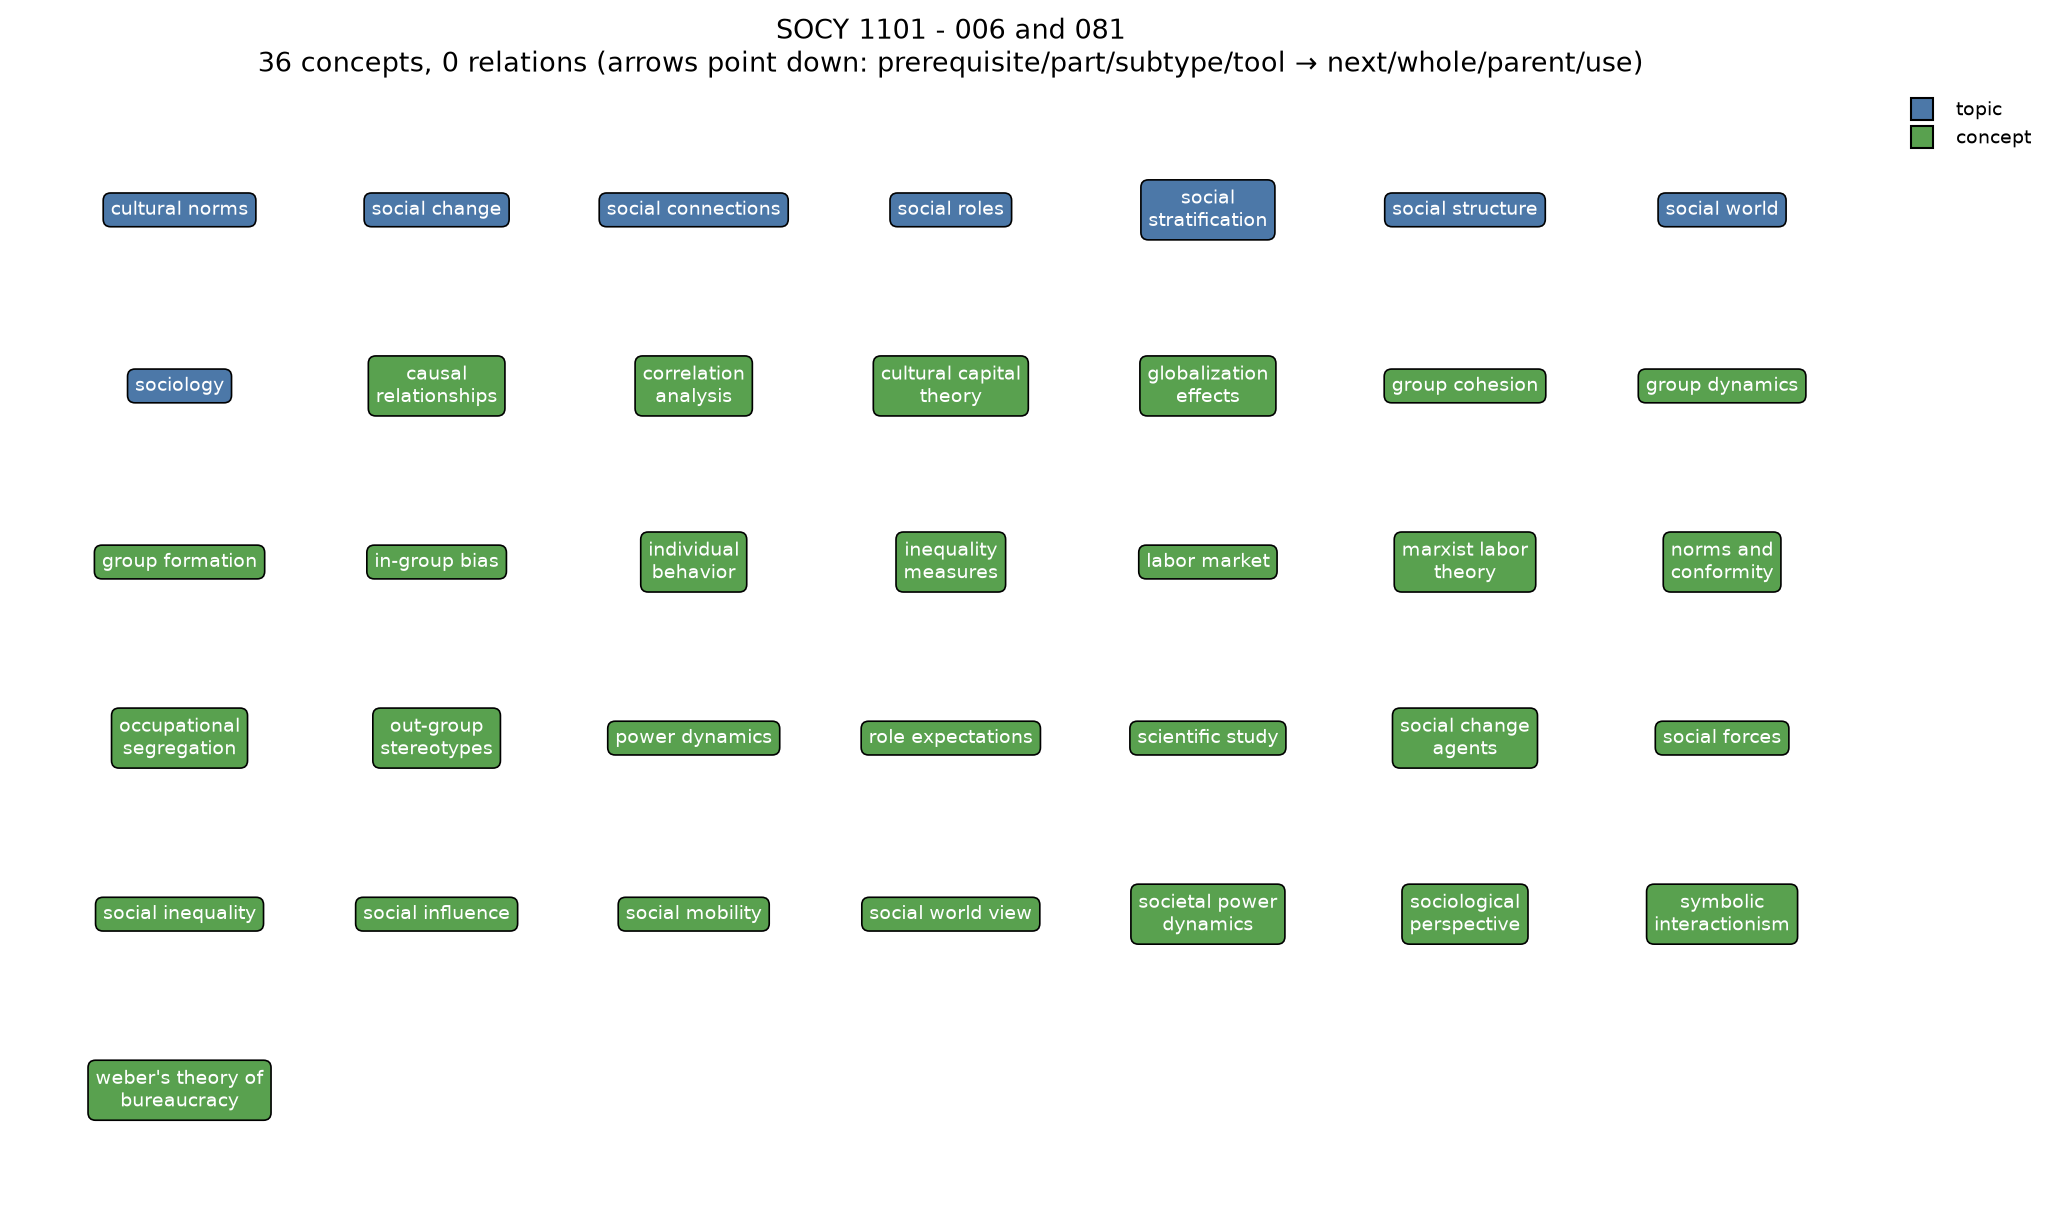 SOCY 1101 - 006 and 081
36 concepts, 0 relations (arrows point down: prerequisite/part/subtype/tool → next/whole/parent/use)
topic
concept
cultural norms
social change
social connections
social roles
social
stratification
social structure
social world
sociology
causal
relationships
correlation
analysis
cultural capital
theory
globalization
effects
group cohesion
group dynamics
group formation
in-group bias
individual
behavior
inequality
measures
labor market
marxist labor
theory
norms and
conformity
occupational
segregation
out-group
stereotypes
power dynamics
role expectations
scientific study
social change
agents
social forces
social inequality
social influence
social mobility
social world view
societal power
dynamics
sociological
perspective
symbolic
interactionism
weber's theory of
bureaucracy